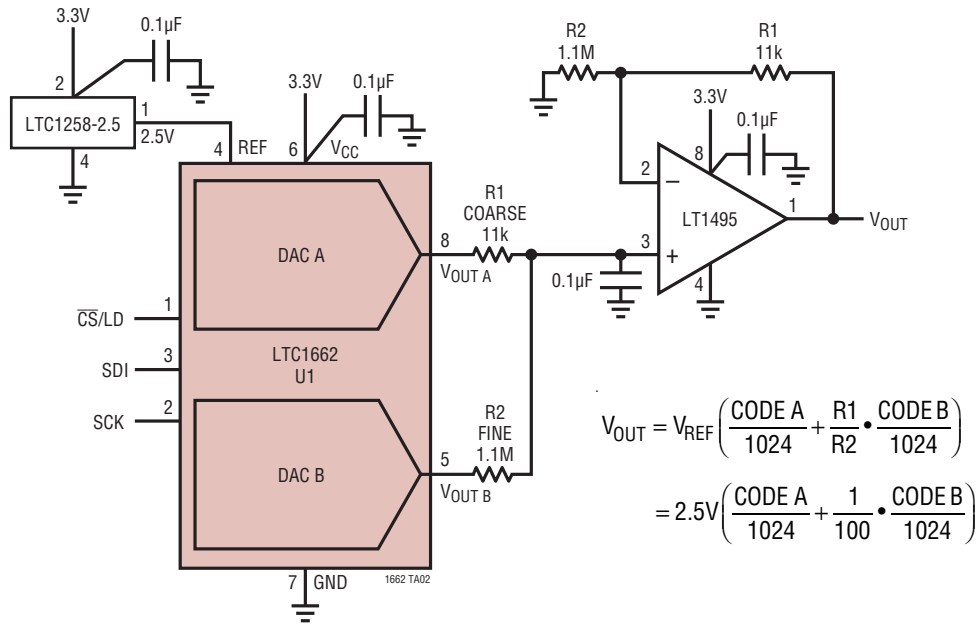 3.3V
0.1µF
2
LTC1258-2.5
1
2.5V
4
4
REF
3.3V
0.1µF
6
VCC
DAC A
8
VOUT A
R1
COARSE
11k
1
CS/LD
3
SDI
2
SCK
LTC1662
U1
DAC B
5
VOUT B
R2
FINE
1.1M
7
GND
1662 TA02
0.1µF
R2
1.1M
R1
11k
3.3V
0.1µF
8
2
−
3
+
LT1495
1
VOUT
4
VOUT = VREF(CODE A/1024 + R1/R2 • CODE B/1024)
= 2.5V(CODE A/1024 + 1/100 • CODE B/1024)